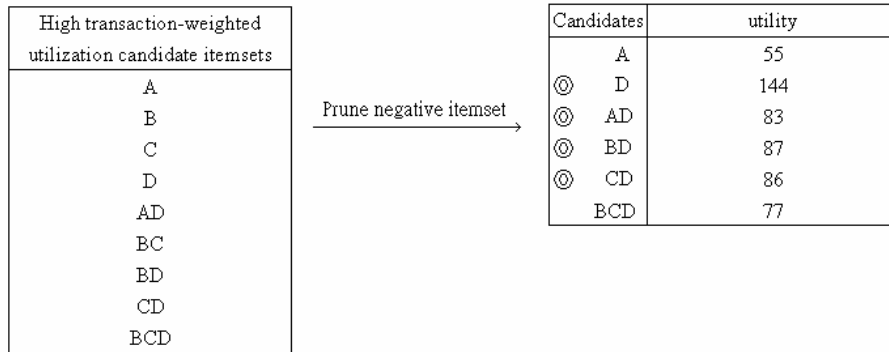 High transaction-weighted
utilization candidate itemsets
A
B
C
D
AD
BC
BD
CD
BCD
Prune negative itemset
Candidates utility
A 55
◎ D 144
◎ AD 83
◎ BD 87
◎ CD 86
BCD 77